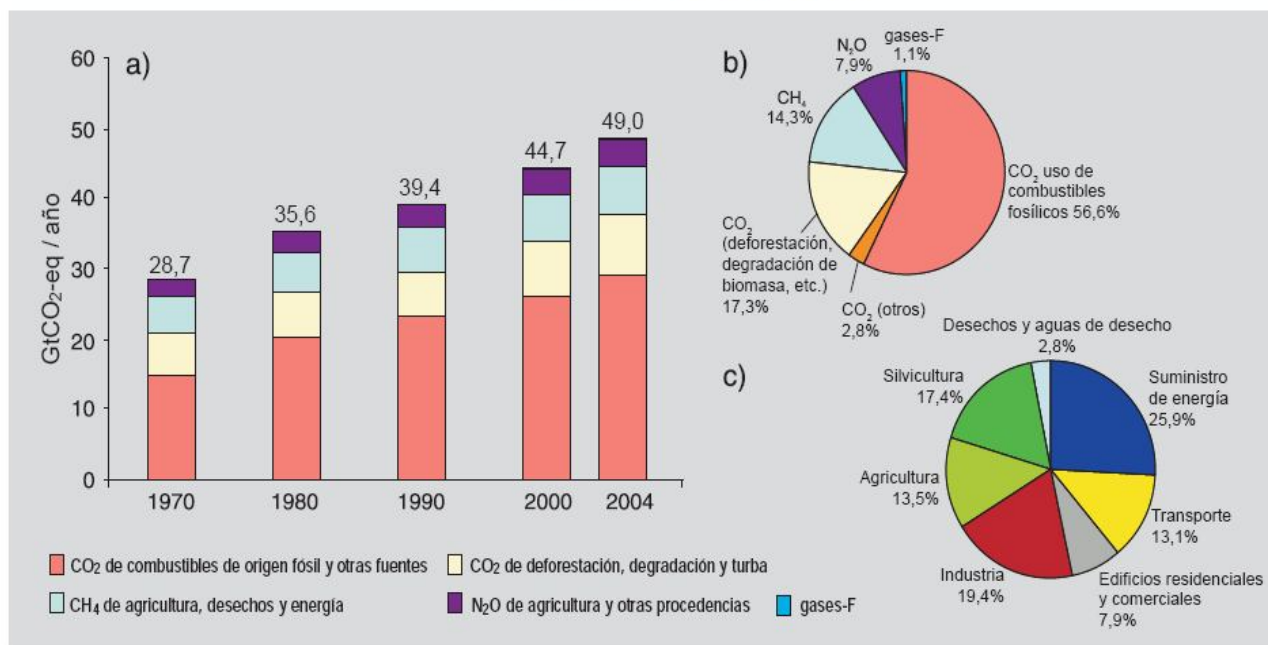 a)
GtCO₂-eq / año
60
50
40
30
20
10
0
28,7
35,6
39,4
44,7
49,0
1970
1980
1990
2000
2004
b)
gases-F
1,1%
N₂O
7,9%
CH₄
14,3%
CO₂ uso de
combustibles
fosílicos 56,6%
CO₂
(deforestación,
degradación de
biomasa, etc.)
17,3%
CO₂ (otros)
2,8%
c)
Desechos y aguas de desecho
2,8%
Suministro
de energía
25,9%
Silvicultura
17,4%
Agricultura
13,5%
Transporte
13,1%
Industria
19,4%
Edificios residenciales
y comerciales
7,9%
CO₂ de combustibles de origen fósil y otras fuentes
CO₂ de deforestación, degradación y turba
CH₄ de agricultura, desechos y energía
N₂O de agricultura y otras procedencias
gases-F